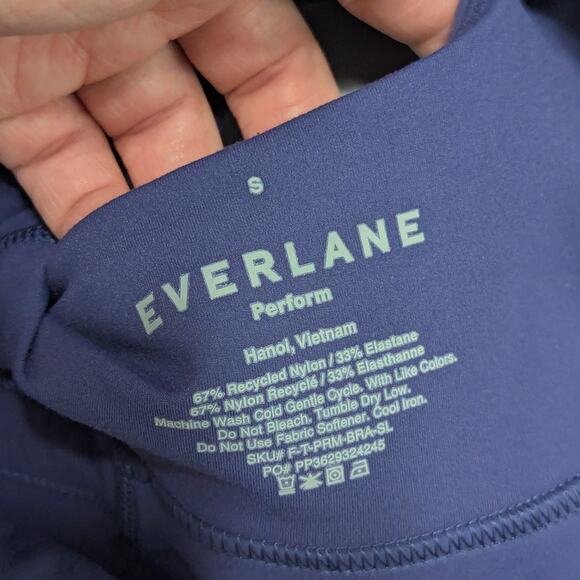 S
EVERLANE
Perform
Hanoi, Vietnam
67% Recycled Nylon / 33% Elastane
67% Nylon Recyclé / 33% Élasthanne
Machine Wash Cold Gentle Cycle. With Like Colors.
Do Not Bleach, Tumble Dry Low.
Do Not Use Fabric Softener. Cool Iron.
SKU# F-T-PRM-BRA-SL
PO# PP3629324245